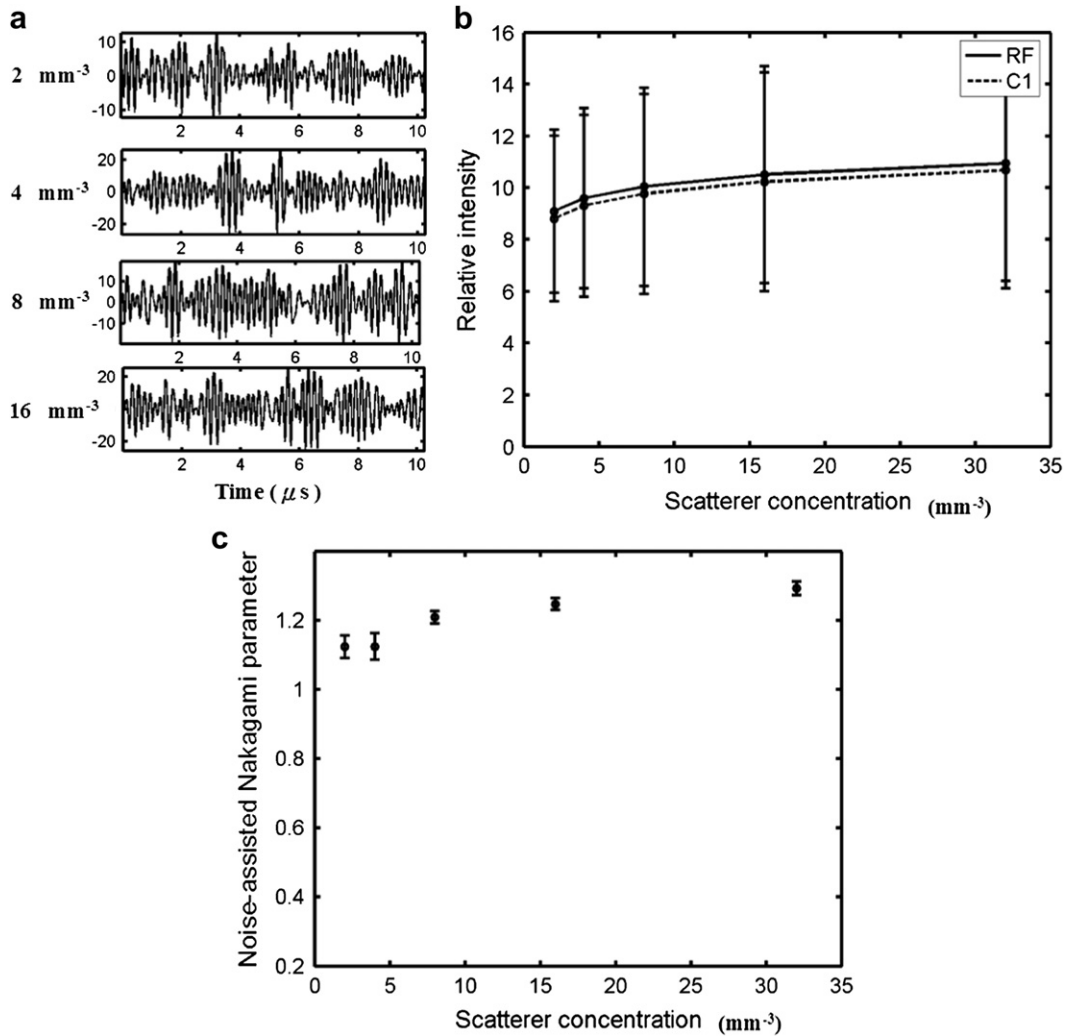 a
2 mm-3
10
0
-10
2 4 6 8 10
4 mm-3
20
0
-20
2 4 6 8 10
8 mm-3
10
0
-10
2 4 6 8 10
16 mm-3
20
0
-20
2 4 6 8 10
Time ( μ s )
b
RF
C1
Relative intensity
16
14
12
10
8
6
4
2
0
0 5 10 15 20 25 30 35
Scatterer concentration (mm-3)
c
Noise-assisted Nakagami parameter
1.2
1
0.8
0.6
0.4
0.2
0 5 10 15 20 25 30 35
Scatterer concentration (mm-3)